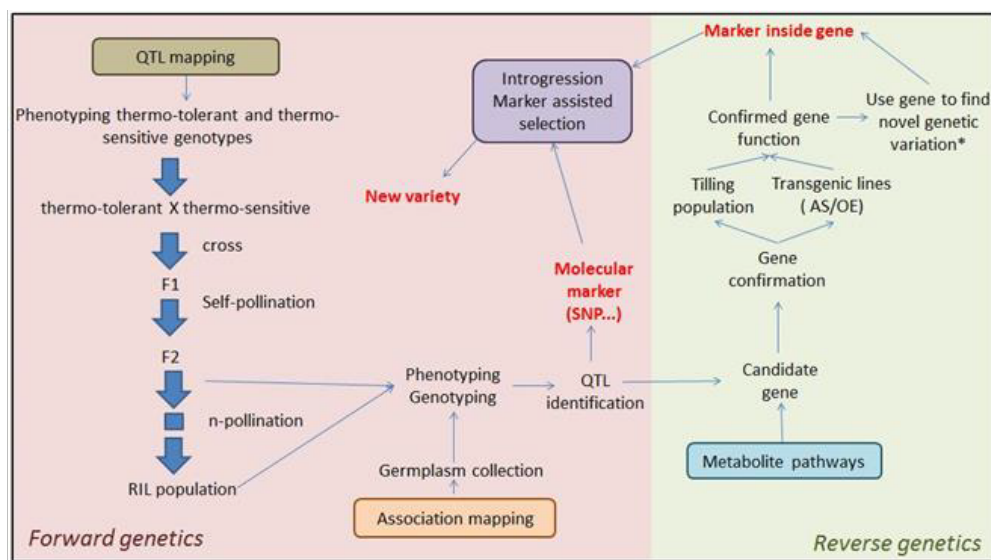 QTL mapping
Phenotyping thermo-tolerant and thermo-
sensitive genotypes
thermo-tolerant X thermo-sensitive
cross
F1
Self-pollination
F2
n-pollination
RIL population
Forward genetics
Introgression
Marker assisted
selection
New variety
Molecular
marker
(SNP...)
Phenotyping
Genotyping
QTL
identification
Germplasm collection
Association mapping
Marker inside gene
Confirmed gene
function
Use gene to find
novel genetic
variation*
Tilling
population
Transgenic lines
( AS/OE)
Gene
confirmation
Candidate
gene
Metabolite pathways
Reverse genetics